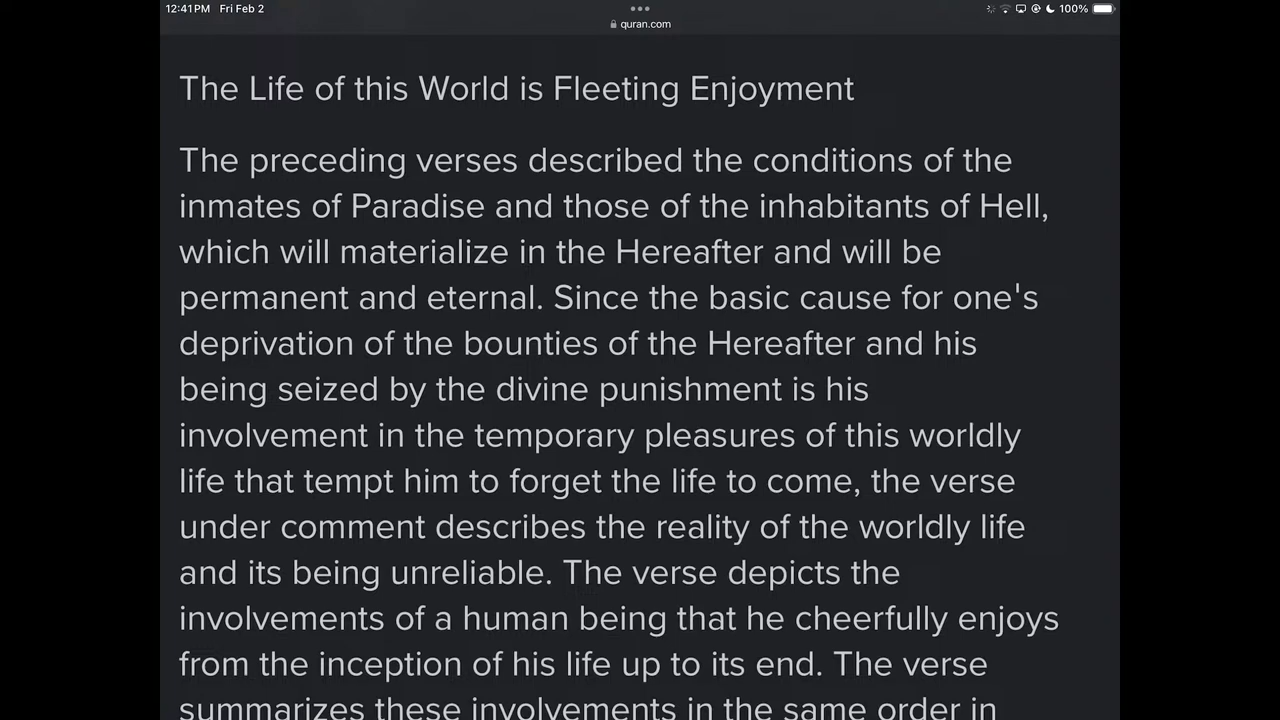 12:41 PM Fri Feb 2
100%
quran.com
The Life of this World is Fleeting Enjoyment
The preceding verses described the conditions of the
inmates of Paradise and those of the inhabitants of Hell,
which will materialize in the Hereafter and will be
permanent and eternal. Since the basic cause for one's
deprivation of the bounties of the Hereafter and his
being seized by the divine punishment is his
involvement in the temporary pleasures of this worldly
life that tempt him to forget the life to come, the verse
under comment describes the reality of the worldly life
and its being unreliable. The verse depicts the
involvements of a human being that he cheerfully enjoys
from the inception of his life up to its end. The verse
summarizes these involvements in the same order in